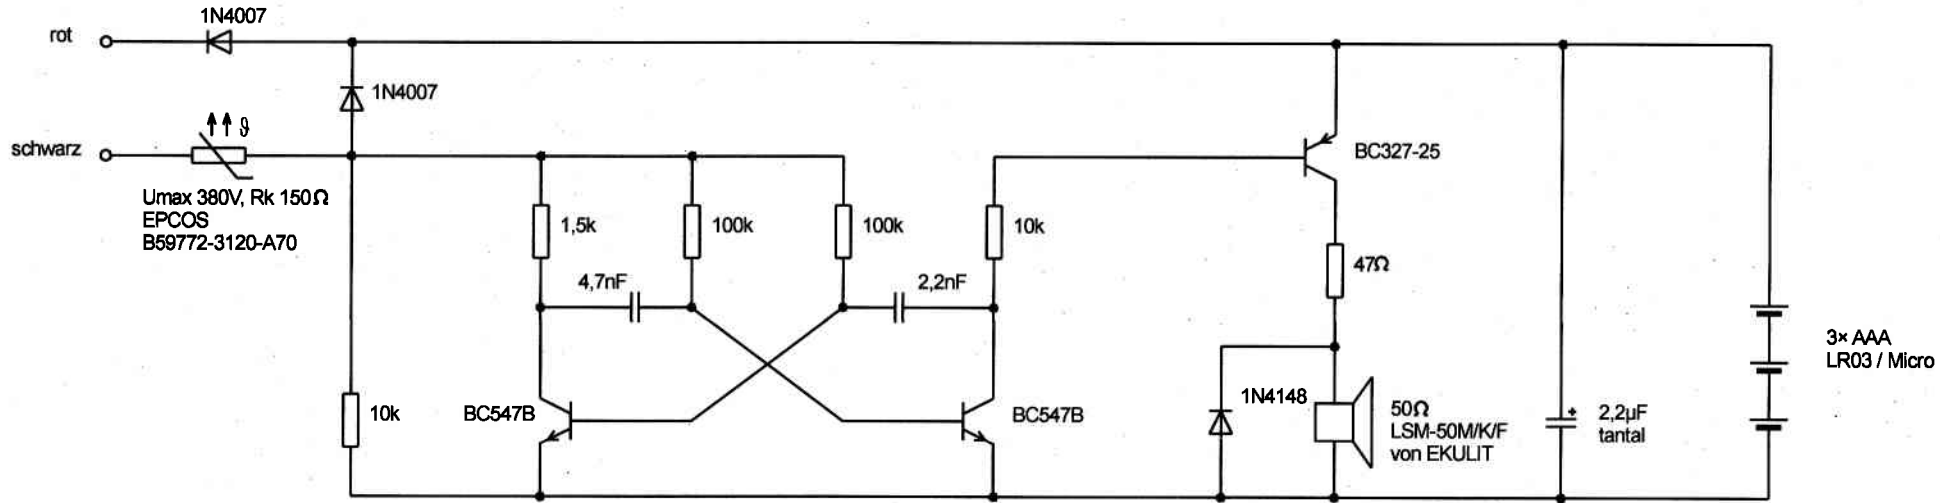 1N4007
rot
1N4007
schwarz
ϑ
Umax 380V, Rk 150Ω
EPCOS
B59772-3120-A70
BC327-25
1,5k
100k
100k
10k
47Ω
4,7nF
2,2nF
3× AAA
LR03 / Micro
10k
BC547B
BC547B
1N4148
50Ω
LSM-50M/K/F
von EKULIT
+
2,2µF
tantal